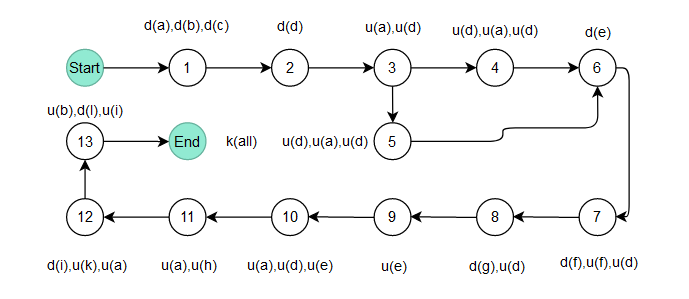 d(a),d(b),d(c)
d(d)
u(a),u(d)
u(d),u(a),u(d)
d(e)
Start
1
2
3
4
6
u(b),d(l),u(i)
13
End
k(all)
u(d),u(a),u(d)
5
12
11
10
9
8
7
d(i),u(k),u(a)
u(a),u(h)
u(a),u(d),u(e)
u(e)
d(g),u(d)
d(f),u(f),u(d)